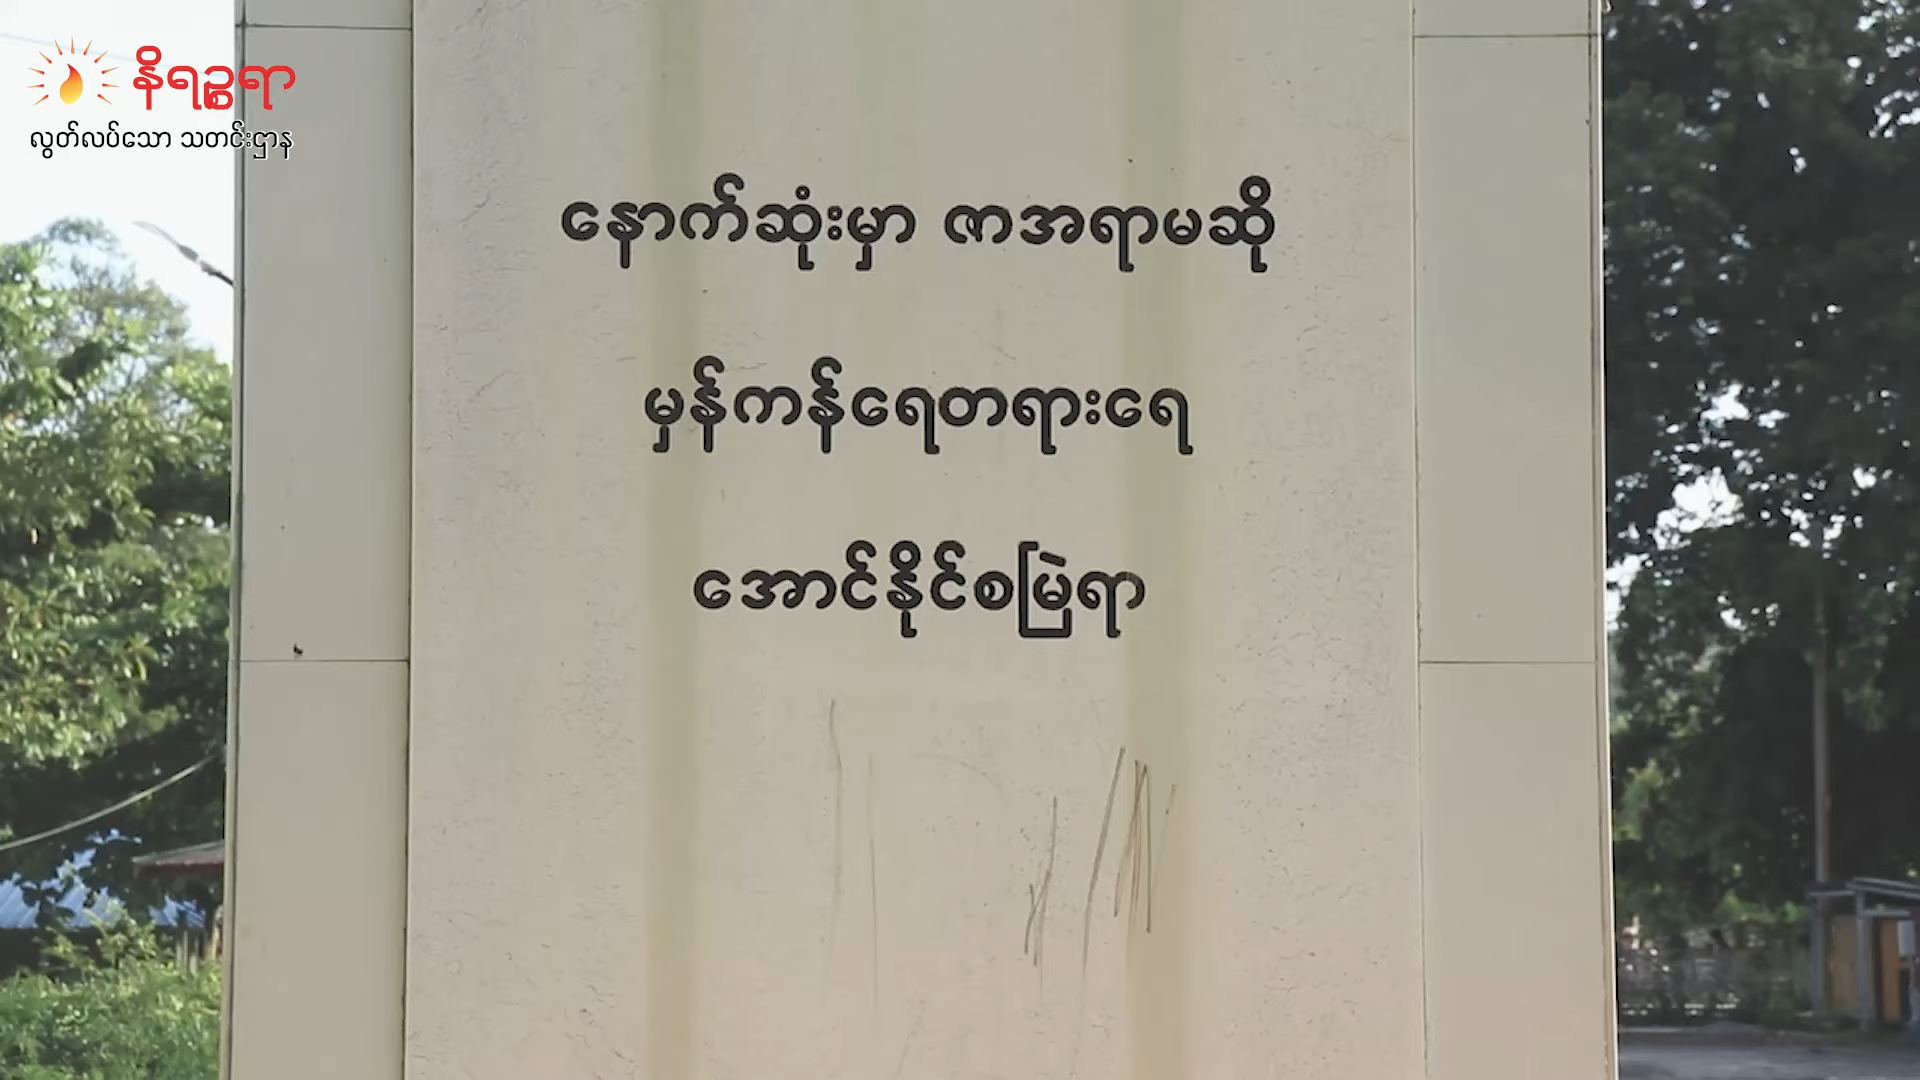 နိရဉ္စရာ
လွတ်လပ်သော သတင်းဌာန
နောက်ဆုံးမှာ ဇာအရာမဆို
မှန်ကန်ရေတရားရေ
အောင်နိုင်စမြဲရာ